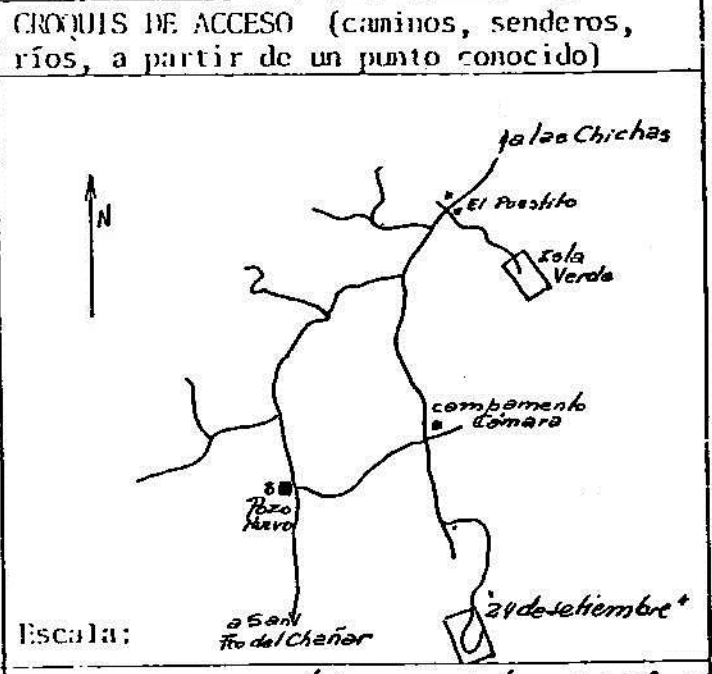 CROQUIS DE ACCESO (caminos, senderos,
ríos, a partir de un punto conocido)
a las Chichas
N
El Puestito
Isla
Verde
campamento
Cámara
Pozo
Nuevo
a San
Fco del Chañar
"24 de setiembre"
Escala: